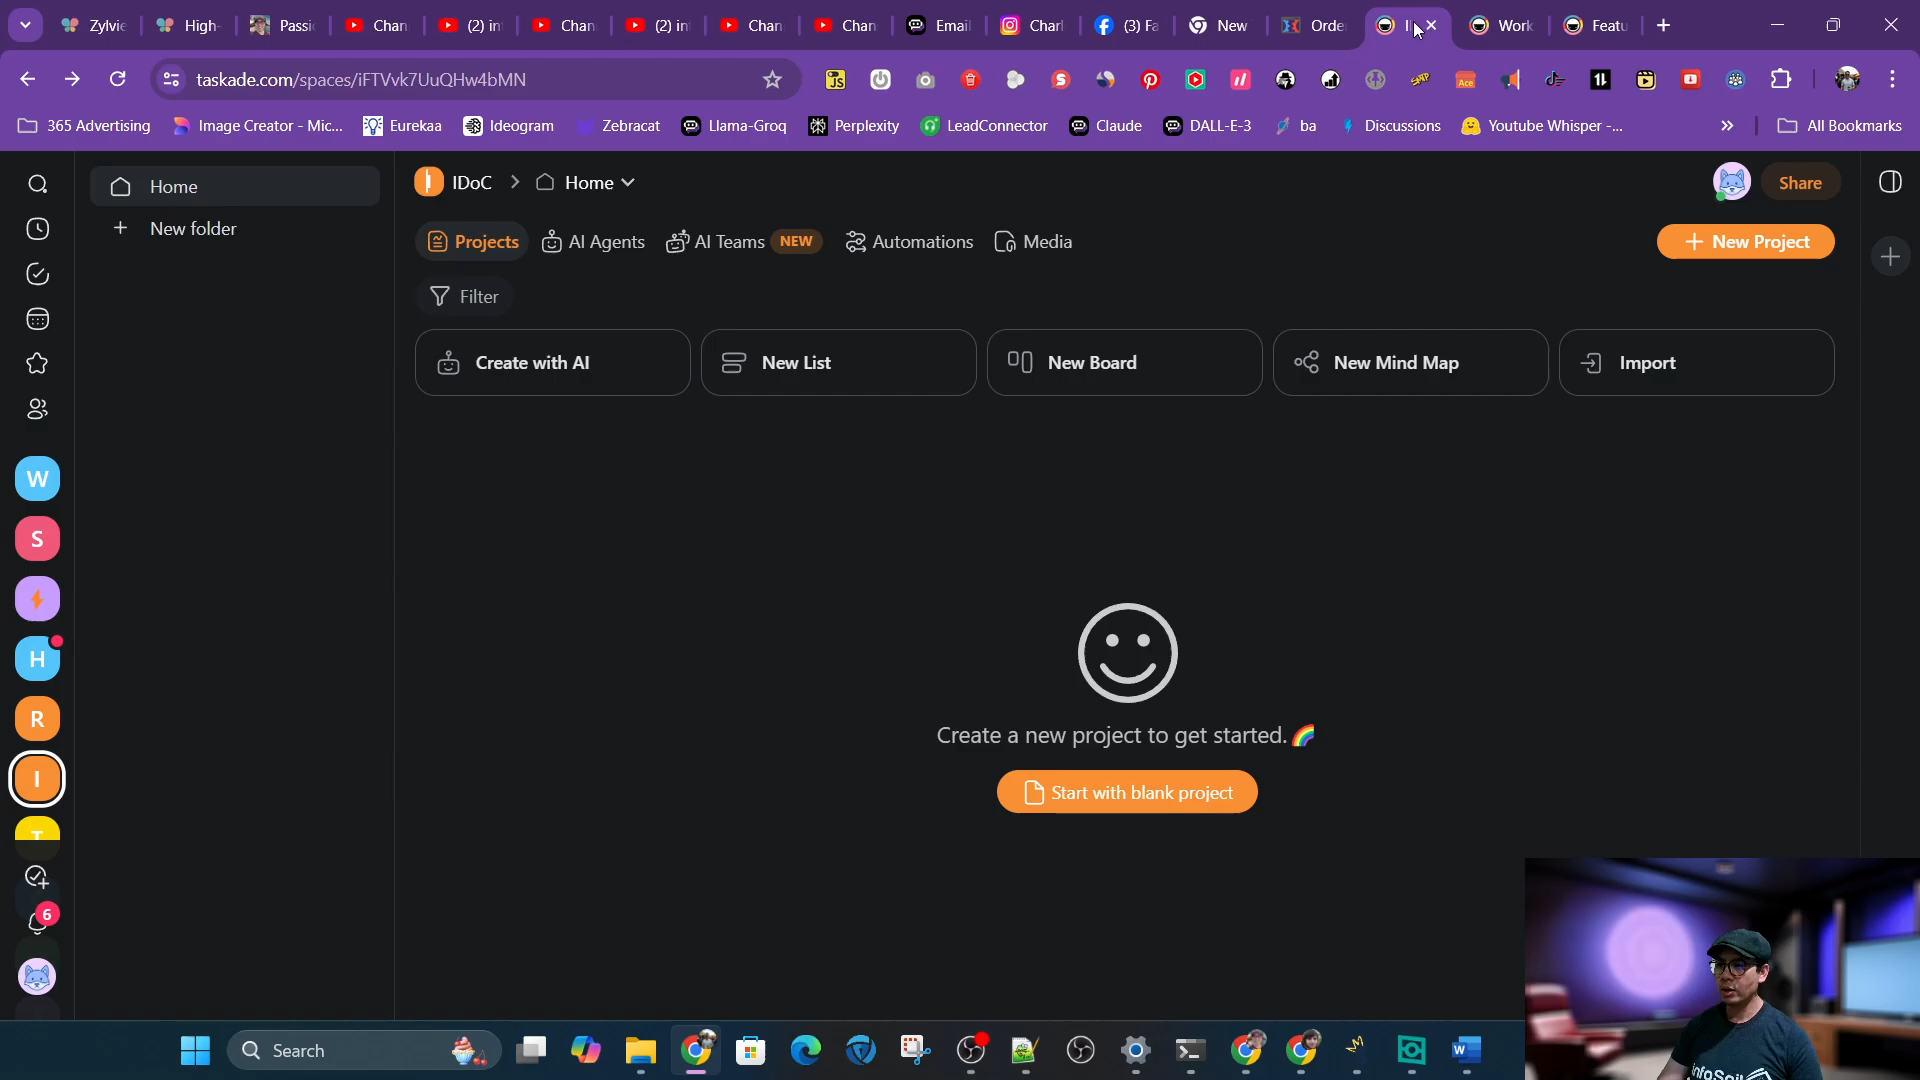 Zylvie
High-
Passi
Chan
(2) in
Chan
(2) in
Chan
Chan
Email
Charl
(3) Fa
New
Orde
I
Work
Featu
taskade.com/spaces/iFTVvk7UuQHw4bMN
JS
Ace
365 Advertising
Image Creator - Mic...
Eurekaa
Ideogram
Zebracat
Llama-Groq
Perplexity
LeadConnector
Claude
DALL-E-3
ba
Discussions
Youtube Whisper -...
All Bookmarks
Home
New folder
IDoC
Home
Share
Projects
AI Agents
AI Teams NEW
Automations
Media
New Project
Filter
Create with AI
New List
New Board
New Mind Map
Import
W
S
H
R
I
T
6
Create a new project to get started.🌈
Start with blank project
Search